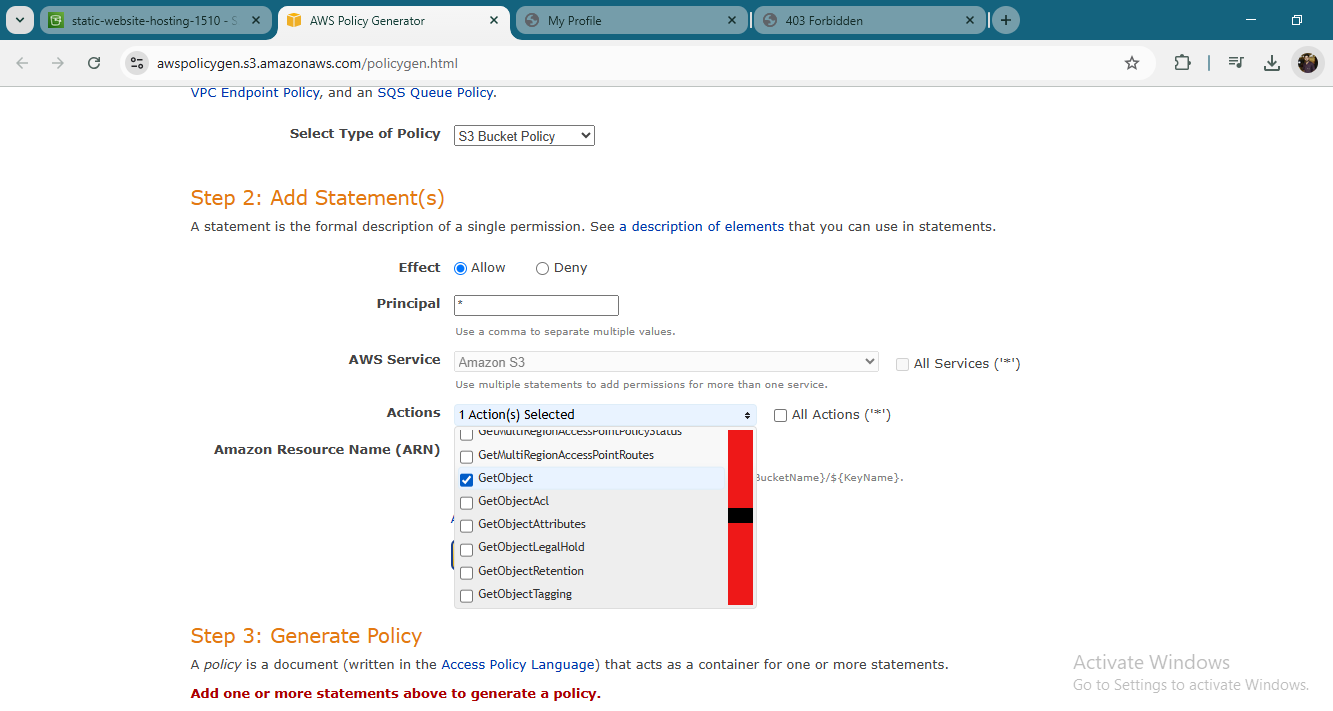 static-website-hosting-1510 - S
AWS Policy Generator
My Profile
403 Forbidden
awspolicygen.s3.amazonaws.com/policygen.html
VPC Endpoint Policy, and an SQS Queue Policy.
Select Type of Policy S3 Bucket Policy
Step 2: Add Statement(s)
A statement is the formal description of a single permission. See a description of elements that you can use in statements.
Effect Allow Deny
Principal *
Use a comma to separate multiple values.
AWS Service Amazon S3 All Services ('*')
Use multiple statements to add permissions for more than one service.
Actions 1 Action(s) Selected All Actions ('*')
GetMultiRegionAccessPointPolicyStatus
Amazon Resource Name (ARN) GetMultiRegionAccessPointRoutes
GetObject BucketName}/${KeyName}.
GetObjectAcl
GetObjectAttributes
GetObjectLegalHold
GetObjectRetention
GetObjectTagging
Step 3: Generate Policy
A policy is a document (written in the Access Policy Language) that acts as a container for one or more statements.
Add one or more statements above to generate a policy.
Activate Windows
Go to Settings to activate Windows.